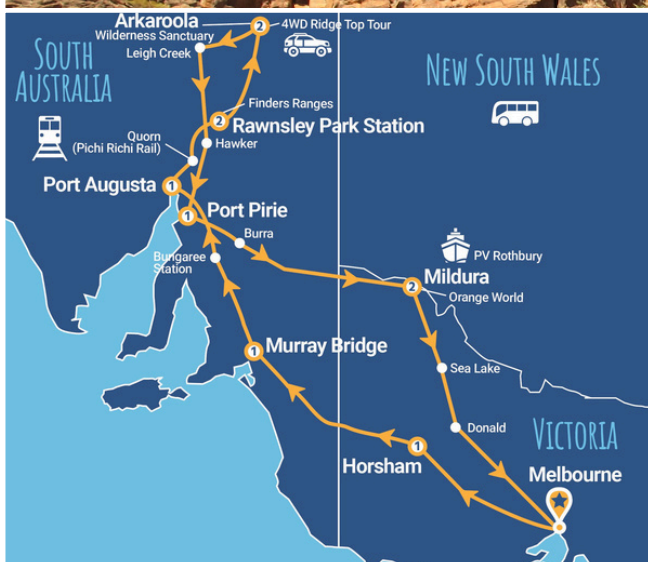 Arkaroola
Wilderness Sanctuary
Leigh Creek
2
4WD Ridge Top Tour
SOUTH
AUSTRALIA
NEW SOUTH WALES
Finders Ranges
2
Rawnsley Park Station
Quorn
(Pichi Richi Rail)
Hawker
Port Augusta
1
1
Port Pirie
Burra
Bungaree
Station
PV Rothbury
Mildura
2
Orange World
Murray Bridge
1
Sea Lake
Donald
VICTORIA
1
Horsham
Melbourne